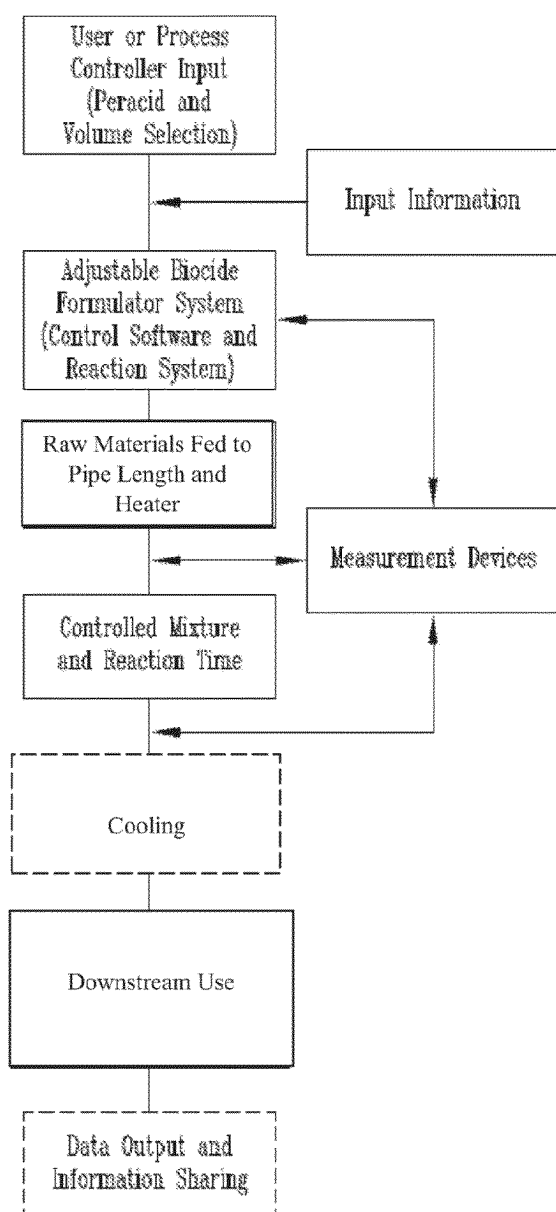 User or Process
Controller Input
(Peracid and
Volume Selection)
Input Information
Adjustable Biocide
Formulator System
(Control Software and
Reaction System)
Raw Materials Fed to
Pipe Length and
Heater
Measurement Devices
Controlled Mixture
and Reaction Time
Cooling
Downstream Use
Data Output and
Information Sharing